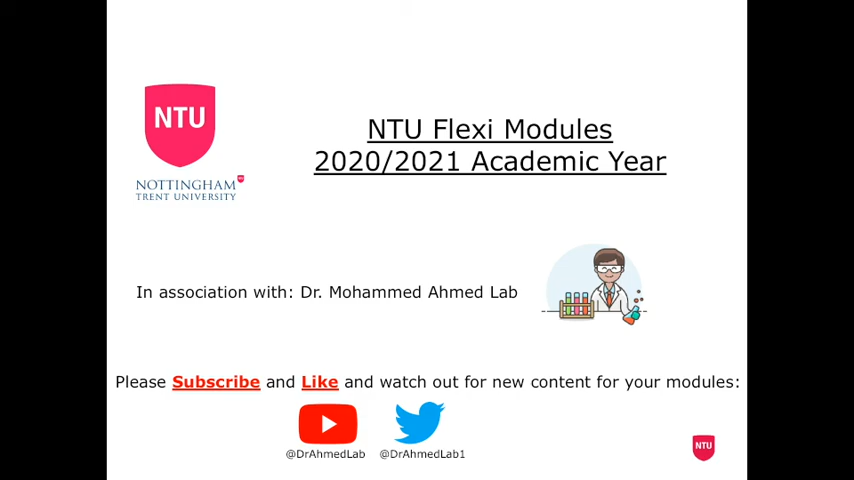 NTU
NOTTINGHAM
TRENT UNIVERSITY
NTU Flexi Modules
2020/2021 Academic Year
In association with: Dr. Mohammed Ahmed Lab
Please Subscribe and Like and watch out for new content for your modules:
@DrAhmedLab @DrAhmedLab1
NTU